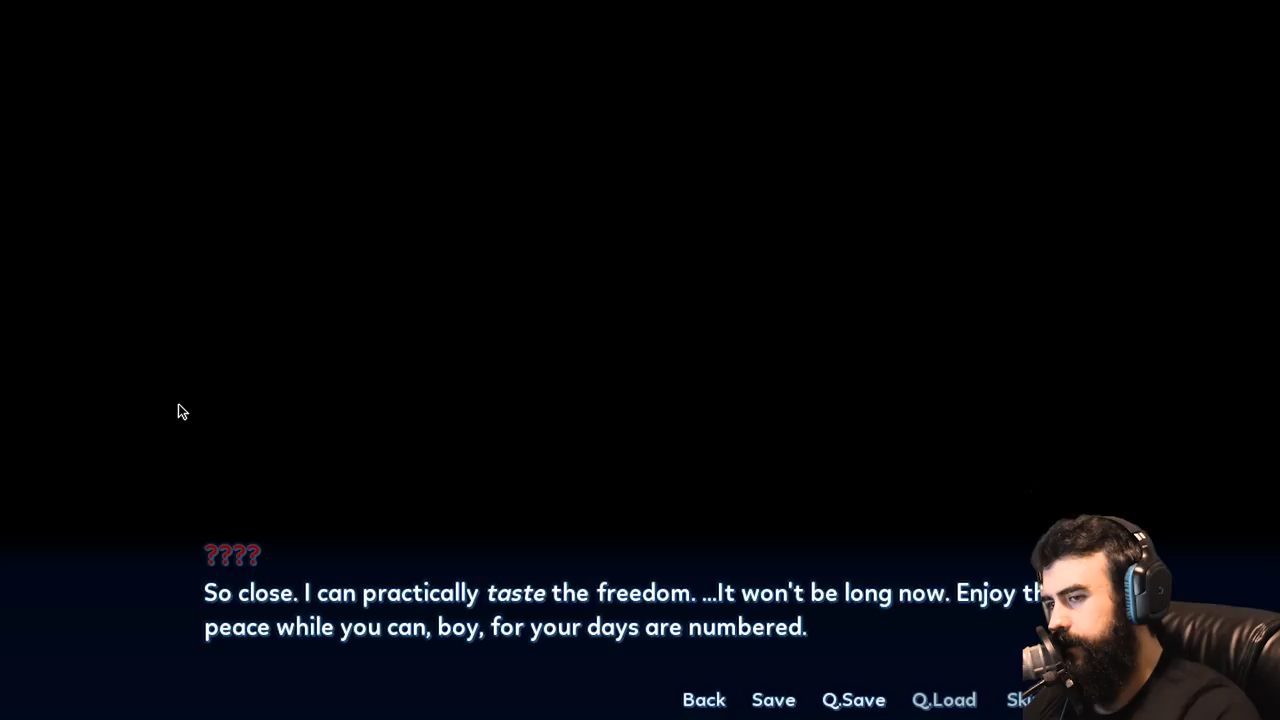 ????
So close. I can practically taste the freedom. ...It won't be long now. Enjoy
peace while you can, boy, for your days are numbered.
Back Save Q.Save Q.Load